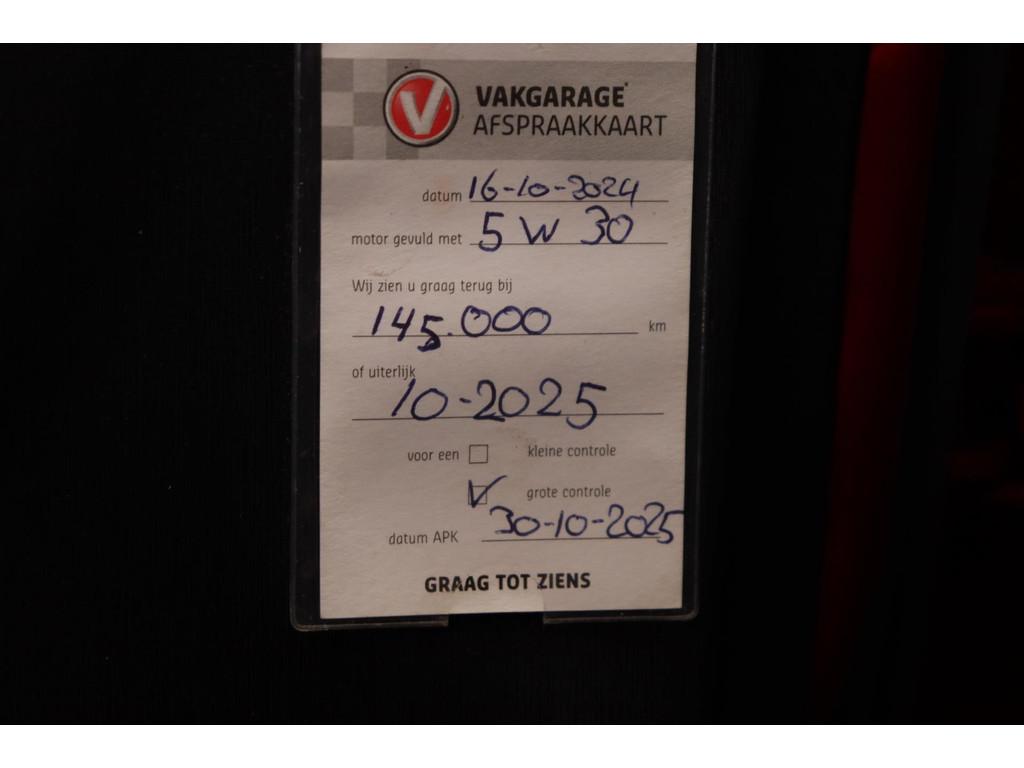 V VAKGARAGE
AFSPRAAKKAART
datum 16-10-2024
motor gevuld met 5 W 30
Wij zien u graag terug bij
145.000 km
of uiterlijk
10-2025
voor een kleine controle
grote controle
datum APK 30-10-2025
GRAAG TOT ZIENS